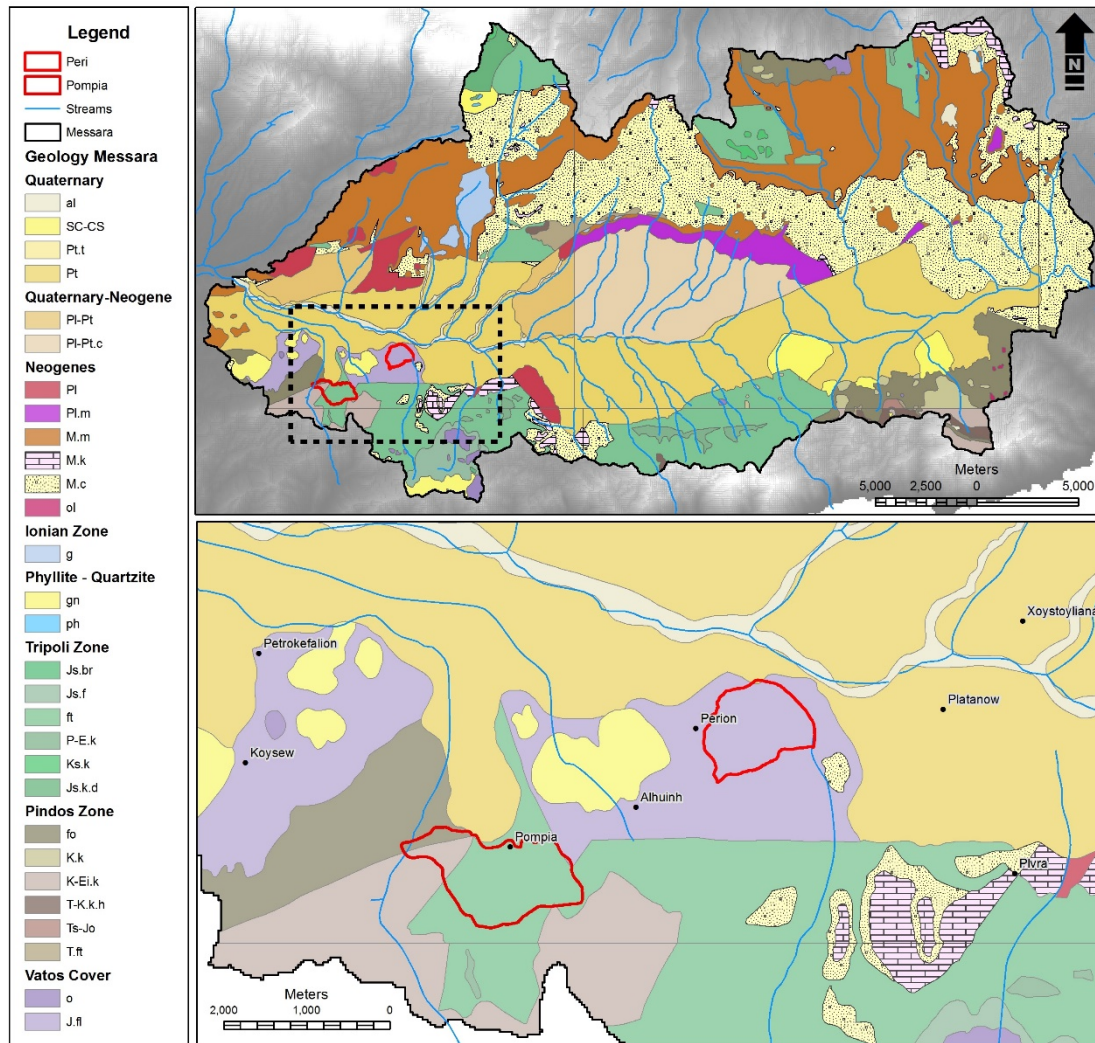 Legend
Peri
Pompia
Streams
Messara
Geology Messara
Quaternary
al
SC-CS
Pt.t
Pt
Quaternary-Neogene
Pl-Pt
Pl-Pt.c
Neogenes
Pl
Pl.m
M.m
M.k
M.c
ol
Ionian Zone
g
Phyllite - Quartzite
gn
ph
Tripoli Zone
Js.br
Js.f
ft
P-E.k
Ks.k
Js.k.d
Pindos Zone
fo
K.k
K-Ei.k
T-K.k.h
Ts-Jo
T.ft
Vatos Cover
o
J.fl
N
Meters
5,000 2,500 0 5,000
Xoystoyliana
Petrokefalion
Platanow
Perion
Koysew
Alhuinh
Pompia
Plvra
Meters
2,000 1,000 0